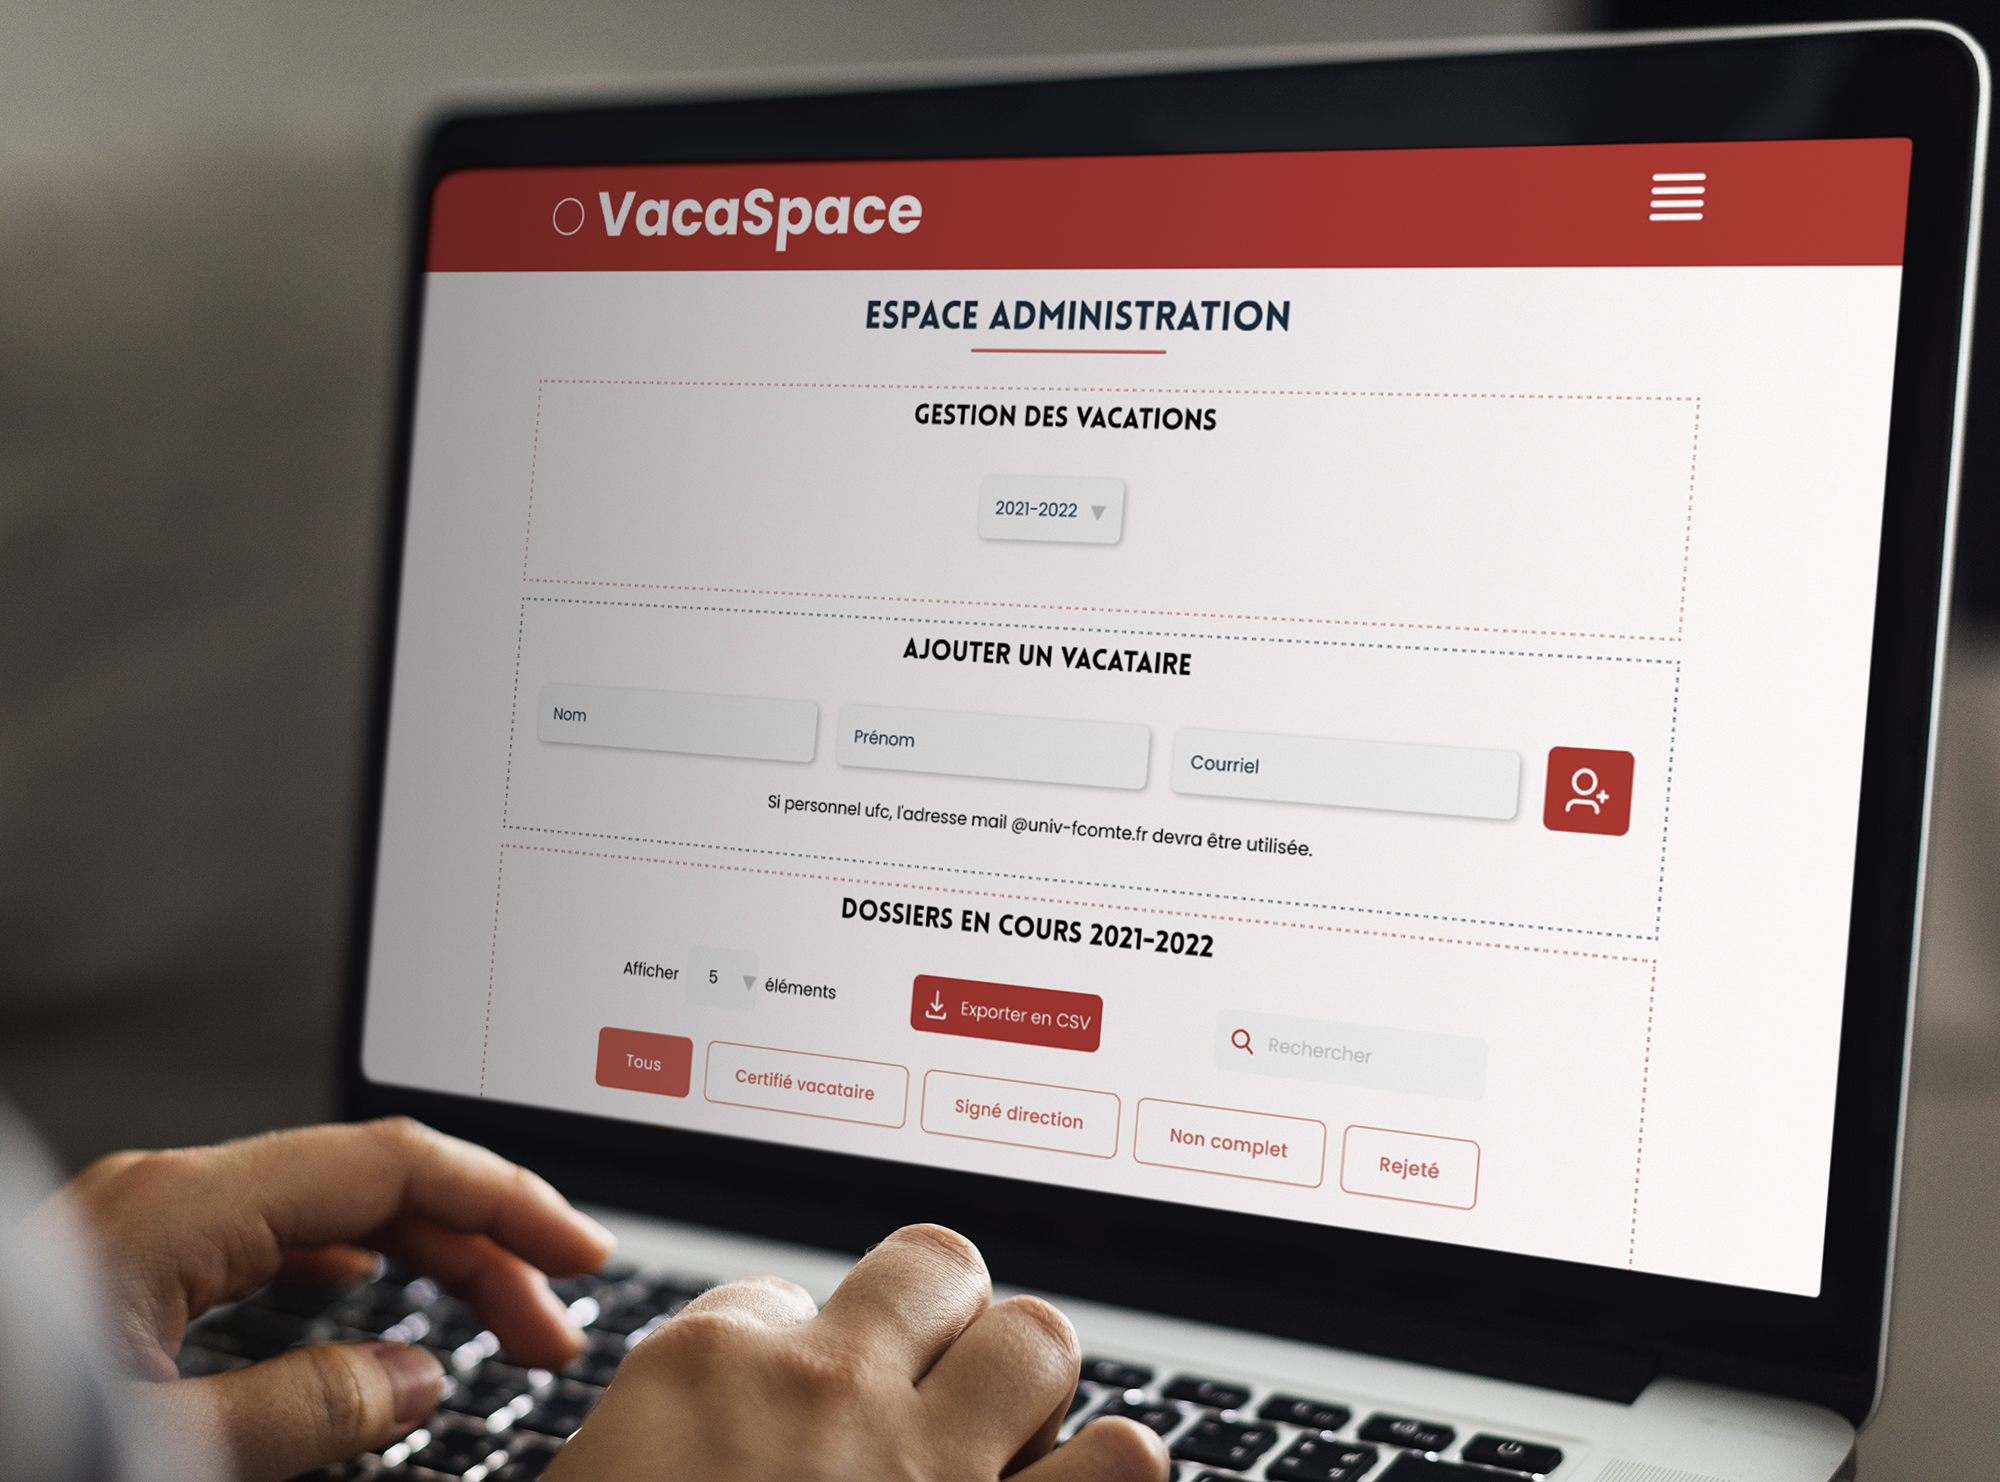 VacaSpace
ESPACE ADMINISTRATION
GESTION DES VACATIONS
2021-2022
AJOUTER UN VACATAIRE
Nom
Prénom
Courriel
Si personnel ufc, l'adresse mail @univ-fcomte.fr devra être utilisée.
DOSSIERS EN COURS 2021-2022
Afficher 5 éléments
Exporter en CSV
Rechercher
Tous
Certifié vacataire
Signé direction
Non complet
Rejeté